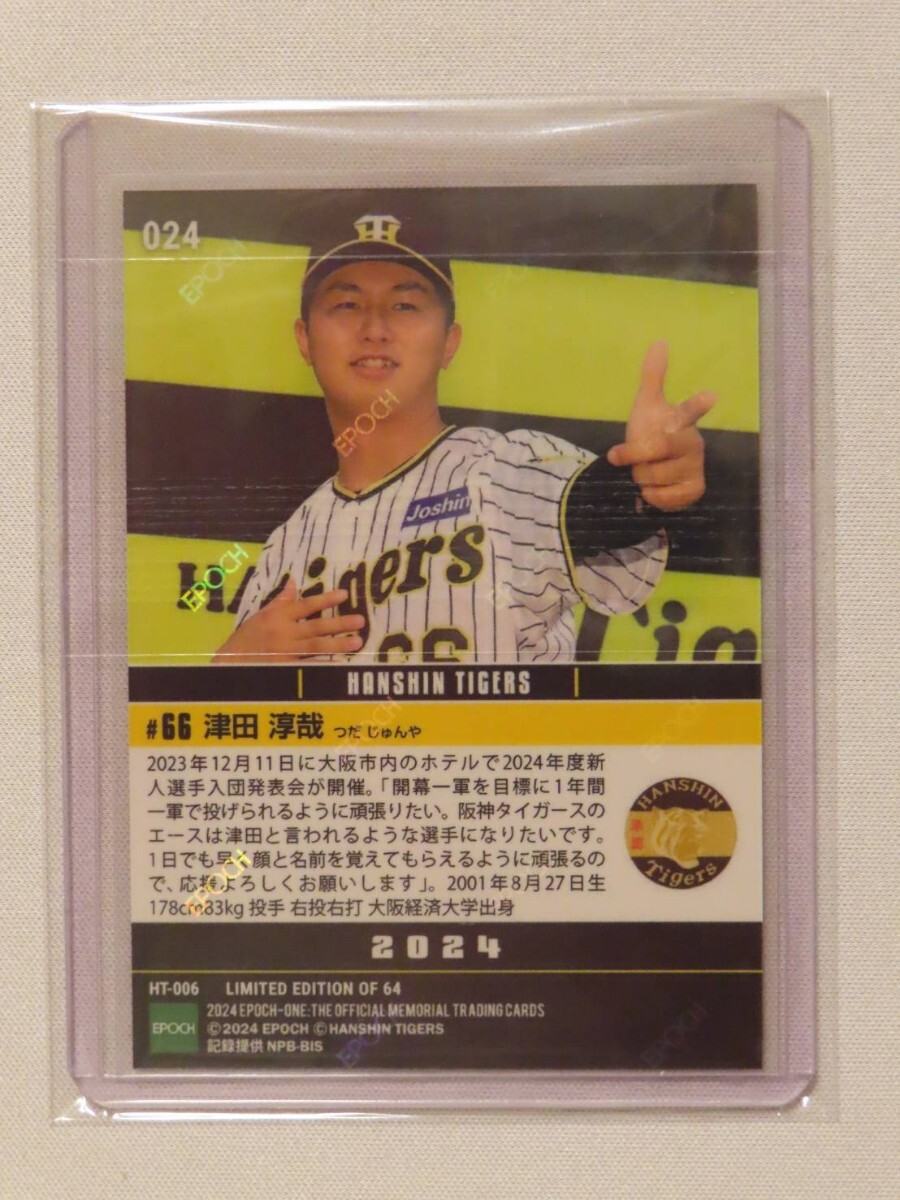 024
EPOCH
EPOCH
EPOCH
Joshin
Tigers
66
HANSHIN TIGERS
#66 津田 淳哉 つだ じゅんや
2023年12月11日に大阪市内のホテルで2024年度新
人選手入団発表会が開催。「開幕一軍を目標に1年間
一軍で投げられるように頑張りたい。阪神タイガースの
エースは津田と言われるような選手になりたいです。
1日でも早く顔と名前を覚えてもらえるように頑張るの
で、応援よろしくお願いします」。2001年8月27日生
178cm83kg 投手 右投右打 大阪経済大学出身
HANSHIN
承認
Tigers
EPOCH
2024
HT-006 LIMITED EDITION OF 64
2024 EPOCH-ONE:THE OFFICIAL MEMORIAL TRADING CARDS
EPOCH
©2024 EPOCH ©HANSHIN TIGERS
記録提供 NPB-BIS
EPOCH
EPOCH